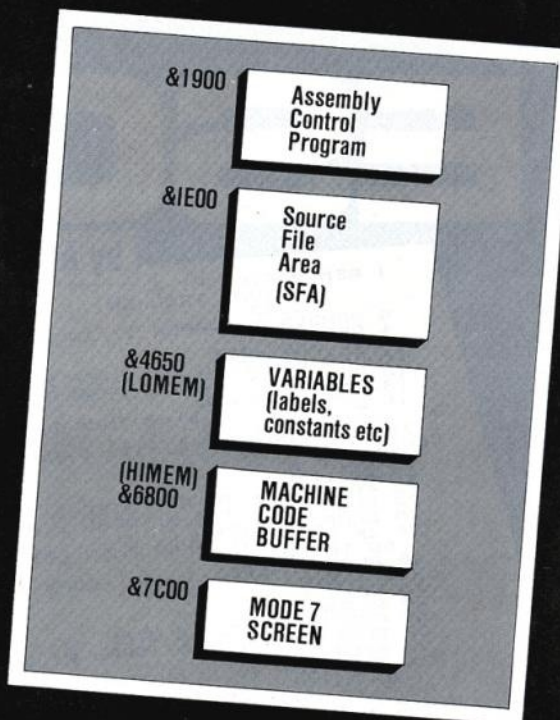 &1900
Assembly
Control
Program
&IE00
Source
File
Area
(SFA)
&4650
(LOMEM)
VARIABLES
(labels,
constants etc)
(HIMEM)
&6800
MACHINE
CODE
BUFFER
&7C00
MODE 7
SCREEN